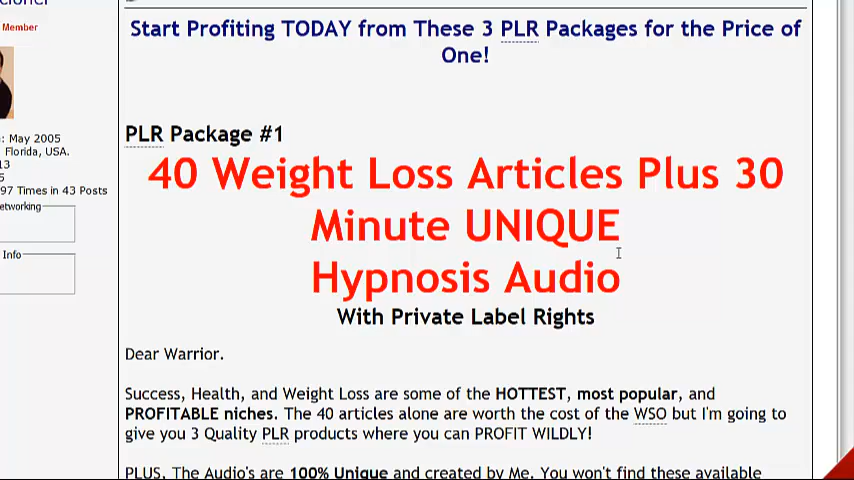 Member
: May 2005
Florida, USA.
13
5
97 Times in 43 Posts
etworking
Info
Start Profiting TODAY from These 3 PLR Packages for the Price of
One!
PLR Package #1
40 Weight Loss Articles Plus 30
Minute UNIQUE
Hypnosis Audio
With Private Label Rights
Dear Warrior.
Success, Health, and Weight Loss are some of the HOTTEST, most popular, and
PROFITABLE niches. The 40 articles alone are worth the cost of the WSO but I'm going to
give you 3 Quality PLR products where you can PROFIT WILDLY!
PLUS, The Audio's are 100% Unique and created by Me. You won't find these available